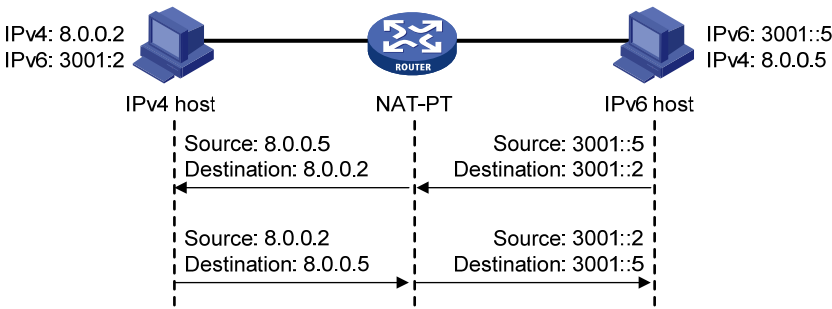 IPv4: 8.0.0.2
IPv6: 3001:2
ROUTER
IPv6: 3001::5
IPv4: 8.0.0.5
IPv4 host
NAT-PT
IPv6 host
Source: 8.0.0.5
Destination: 8.0.0.2
Source: 3001::5
Destination: 3001::2
Source: 8.0.0.2
Destination: 8.0.0.5
Source: 3001::2
Destination: 3001::5